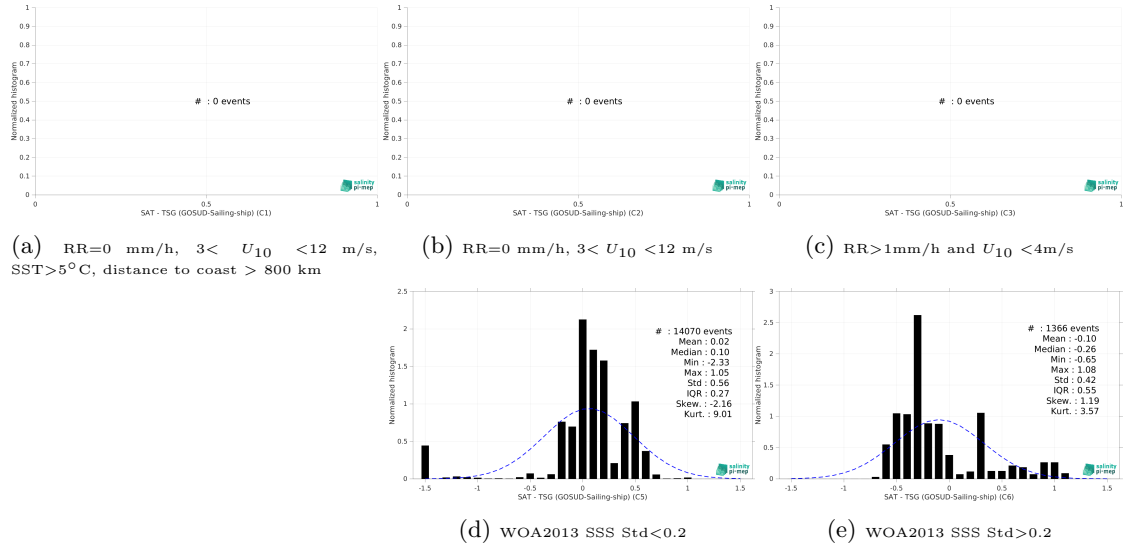 1
0.9
0.8
0.7
0.6
0.5
0.4
0.3
0.2
0.1
0
Normalized histogram
# : 0 events
salinity
pi-mep
0 0.5 1
SAT - TSG (GOSUD-Sailing-ship) (C1)
(a) RR=0 mm/h, 3< U10 <12 m/s,
SST>5°C, distance to coast > 800 km
1
0.9
0.8
0.7
0.6
0.5
0.4
0.3
0.2
0.1
0
Normalized histogram
# : 0 events
salinity
pi-mep
0 0.5 1
SAT - TSG (GOSUD-Sailing-ship) (C2)
(b) RR=0 mm/h, 3< U10 <12 m/s
1
0.9
0.8
0.7
0.6
0.5
0.4
0.3
0.2
0.1
0
Normalized histogram
# : 0 events
salinity
pi-mep
0 0.5 1
SAT - TSG (GOSUD-Sailing-ship) (C3)
(c) RR>1mm/h and U10 <4m/s
2.5
2
1.5
1
0.5
0
Normalized histogram
# : 14070 events
Mean : 0.02
Median : 0.10
Min : -2.33
Max : 1.05
Std : 0.56
IQR : 0.27
Skew. : -2.16
Kurt. : 9.01
salinity
pi-mep
-1.5 -1 -0.5 0 0.5 1 1.5
SAT - TSG (GOSUD-Sailing-ship) (C5)
(d) WOA2013 SSS Std<0.2
3
2.5
2
1.5
1
0.5
0
Normalized histogram
# : 1366 events
Mean : -0.10
Median : -0.26
Min : -0.65
Max : 1.08
Std : 0.42
IQR : 0.55
Skew. : 1.19
Kurt. : 3.57
salinity
pi-mep
-1.5 -1 -0.5 0 0.5 1 1.5
SAT - TSG (GOSUD-Sailing-ship) (C6)
(e) WOA2013 SSS Std>0.2